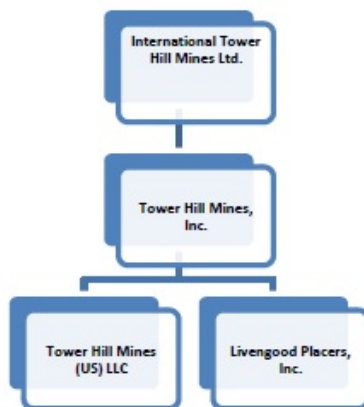 International Tower
Hill Mines Ltd.
Tower Hill Mines,
Inc.
Tower Hill Mines
(US) LLC
Livengood Placers,
Inc.